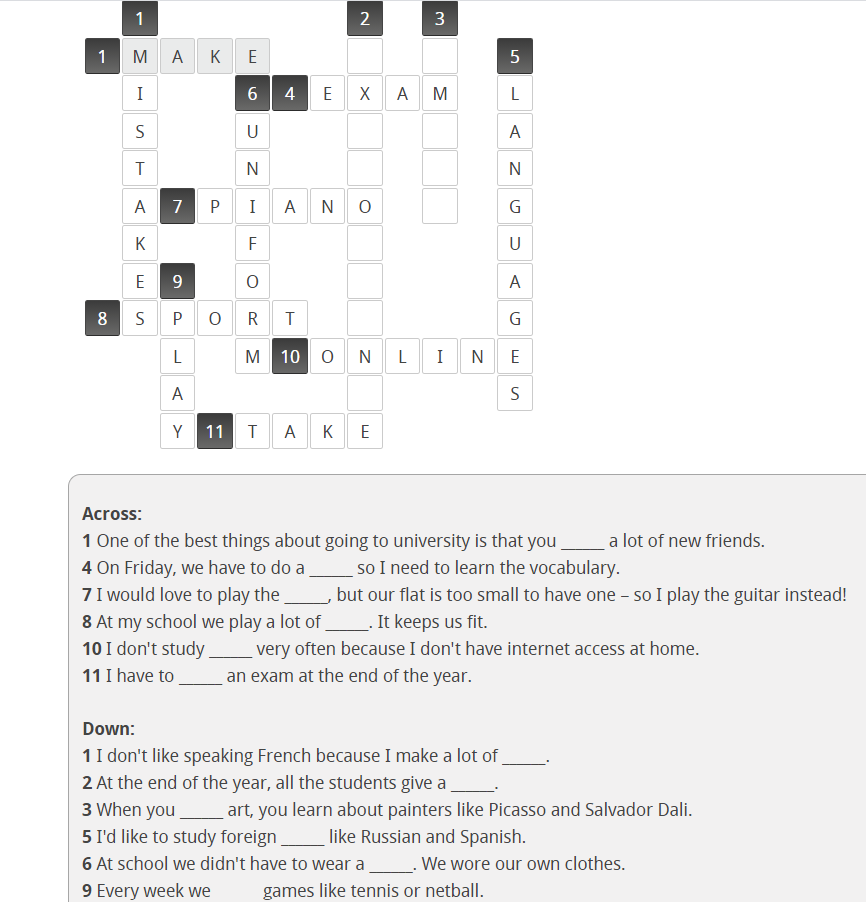 1 2 3
1 M A K E 5
I 6 4 E X A M L
S U A
T N N
A 7 P I A N O G
K F U
E 9 O A
8 S P O R T G
L M 10 O N L I N E
A S
Y 11 T A K E
Across:
1 One of the best things about going to university is that you _____ a lot of new friends.
4 On Friday, we have to do a _____ so I need to learn the vocabulary.
7 I would love to play the _____, but our flat is too small to have one – so I play the guitar instead!
8 At my school we play a lot of _____. It keeps us fit.
10 I don't study _____ very often because I don't have internet access at home.
11 I have to _____ an exam at the end of the year.
Down:
1 I don't like speaking French because I make a lot of _____.
2 At the end of the year, all the students give a _____.
3 When you _____ art, you learn about painters like Picasso and Salvador Dali.
5 I'd like to study foreign _____ like Russian and Spanish.
6 At school we didn't have to wear a _____. We wore our own clothes.
9 Every week we _____ games like tennis or netball.